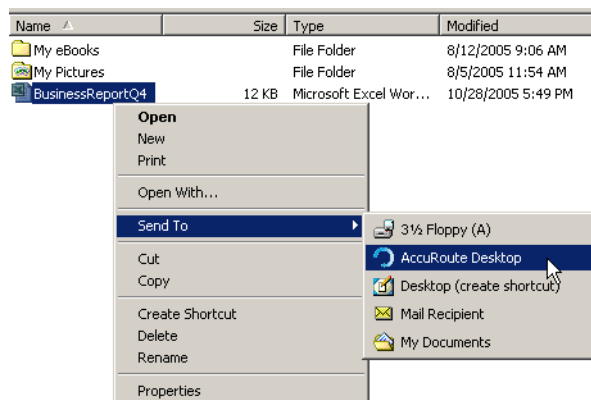 Name Size Type Modified
My eBooks File Folder 8/12/2005 9:06 AM
My Pictures File Folder 8/5/2005 11:54 AM
BusinessReportQ4 12 KB Microsoft Excel Wor... 10/28/2005 5:49 PM
Open
New
Print
Open With...
Send To
Cut
Copy
Create Shortcut
Delete
Rename
Properties
3½ Floppy (A)
AccuRoute Desktop
Desktop (create shortcut)
Mail Recipient
My Documents